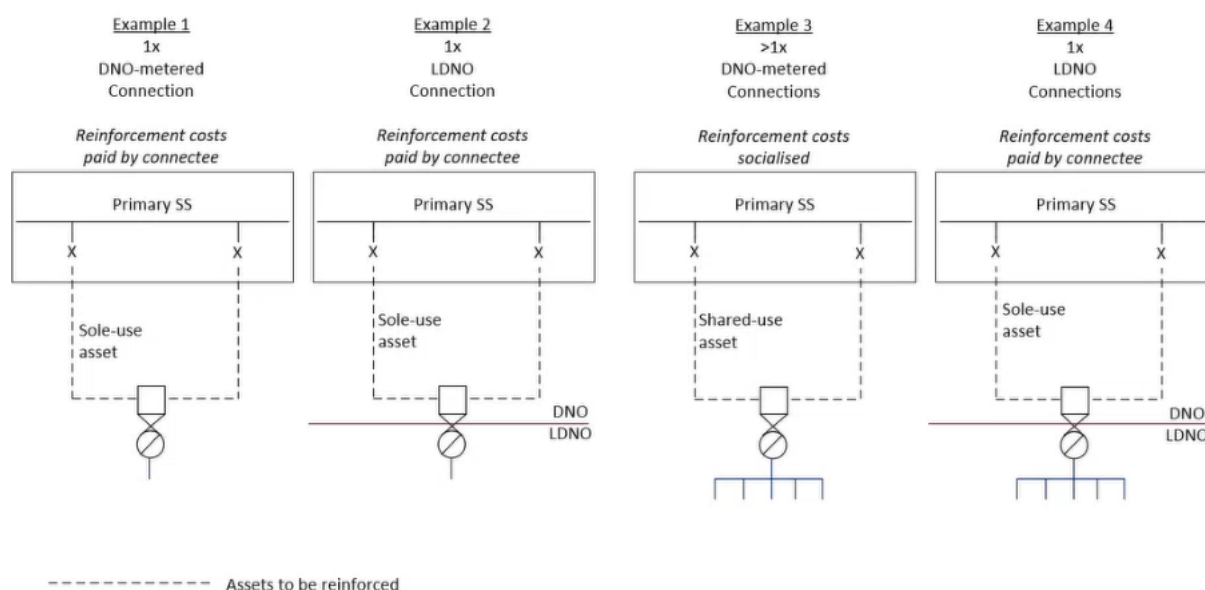 Example 1
1x
DNO-metered
Connection
Reinforcement costs
paid by connectee
Primary SS
X X
Sole-use
asset
Example 2
1x
LDNO
Connection
Reinforcement costs
paid by connectee
Primary SS
X X
Sole-use
asset
DNO
LDNO
Example 3
>1x
DNO-metered
Connections
Reinforcement costs
socialised
Primary SS
X X
Shared-use
asset
Example 4
1x
LDNO
Connections
Reinforcement costs
paid by connectee
Primary SS
X X
Sole-use
asset
DNO
LDNO
Assets to be reinforced